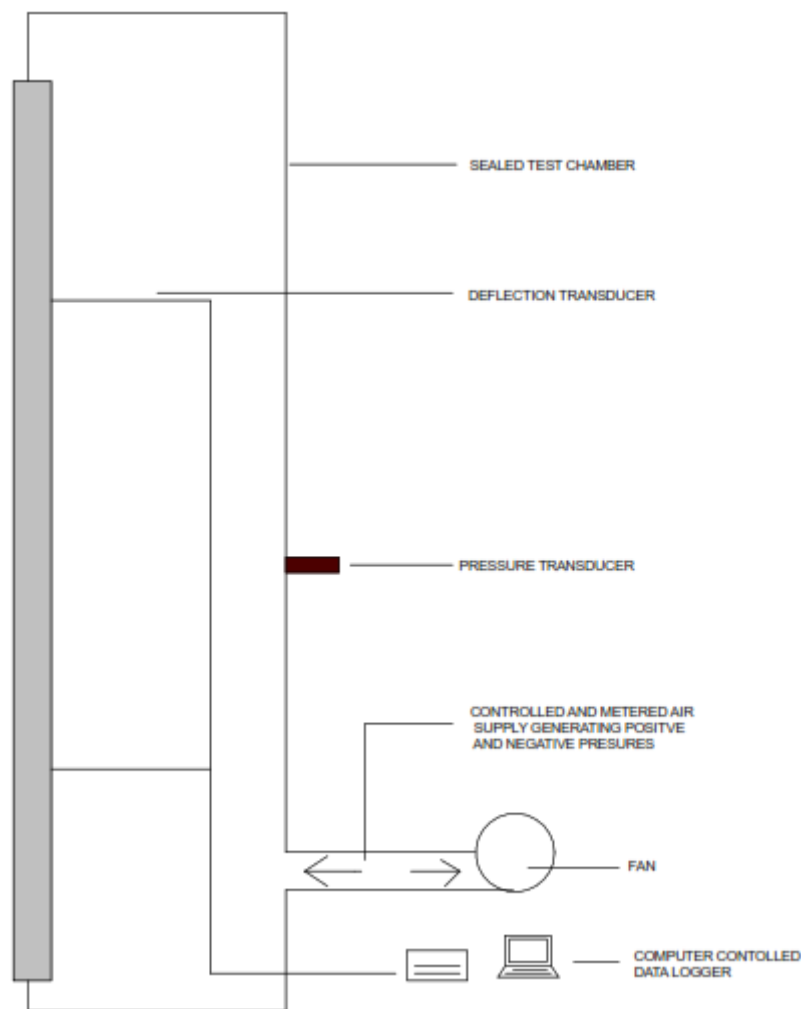 SEALED TEST CHAMBER
DEFLECTION TRANSDUCER
PRESSURE TRANSDUCER
CONTROLLED AND METERED AIR
SUPPLY GENERATING POSITVE
AND NEGATIVE PRESURES
FAN
COMPUTER CONTOLLED
DATA LOGGER